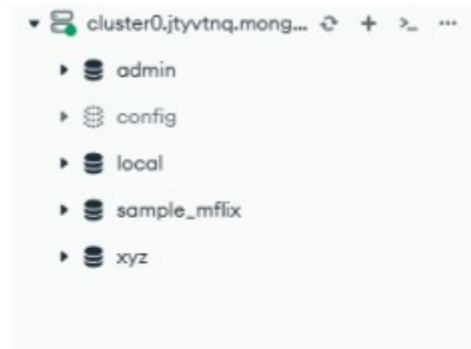 cluster0.jtyvtnq.mong...
admin
config
local
sample_mflix
xyz